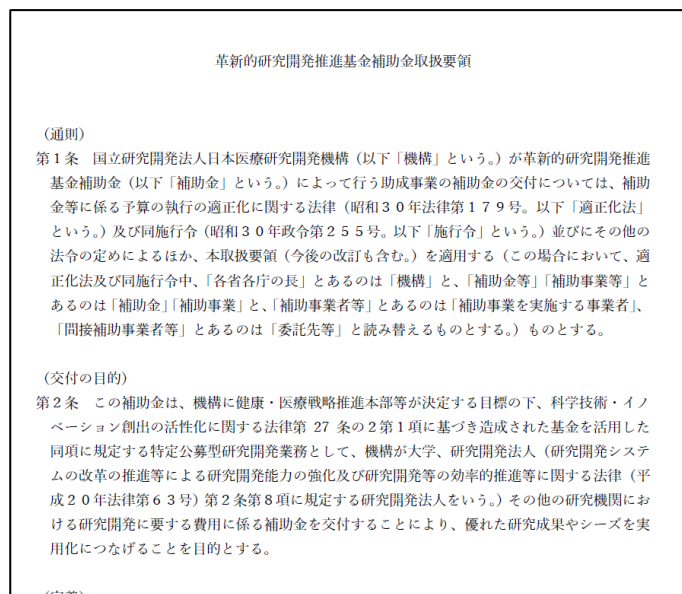 革新的研究開発推進基金補助金取扱要領
（通則）
第１条　国立研究開発法人日本医療研究開発機構（以下「機構」という。）が革新的研究開発推進
基金補助金（以下「補助金」という。）によって行う助成事業の補助金の交付については、補助
金等に係る予算の執行の適正化に関する法律（昭和３０年法律第１７９号。以下「適正化法」
という。）及び同施行令（昭和３０年政令第２５５号。以下「施行令」という。）並びにその他の
法令の定めによるほか、本取扱要領（今後の改訂も含む。）を適用する（この場合において、適
正化法及び同施行令中、「各省各庁の長」とあるのは「機構」と、「補助金等」「補助事業等」と
あるのは「補助金」「補助事業」と、「補助事業者等」とあるのは「補助事業を実施する事業者」、
「間接補助事業者等」とあるのは「委託先等」と読み替えるものとする。）ものとする。
（交付の目的）
第２条　この補助金は、機構に健康・医療戦略推進本部等が決定する目標の下、科学技術・イノ
ベーション創出の活性化に関する法律第 27 条の２第１項に基づき造成された基金を活用した
同項に規定する特定公募型研究開発業務として、機構が大学、研究開発法人（研究開発システ
ムの改革の推進等による研究開発能力の強化及び研究開発等の効率的推進等に関する法律（平
成２０年法律第６３号）第２条第８項に規定する研究開発法人をいう。）その他の研究機関にお
ける研究開発に要する費用に係る補助金を交付することにより、優れた研究成果やシーズを実
用化につなげることを目的とする。